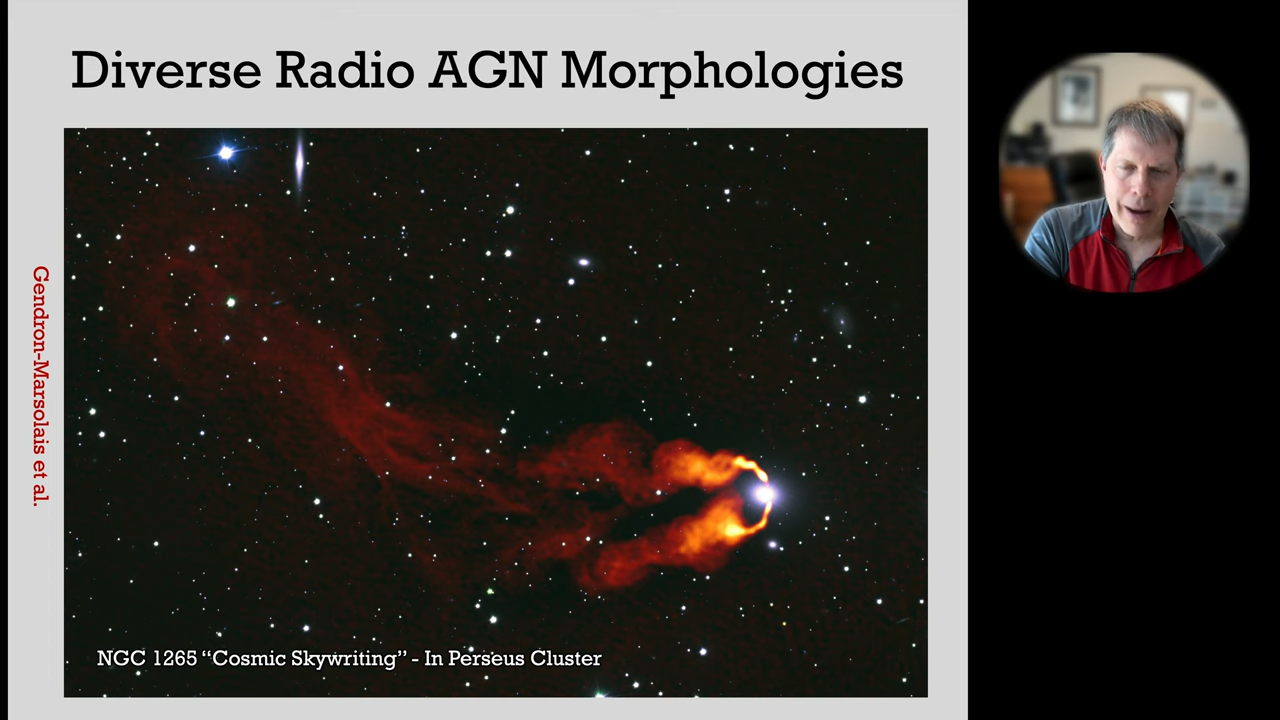 Diverse Radio AGN Morphologies
Gendron-Marsolais et al.
NGC 1265 “Cosmic Skywriting” - In Perseus Cluster